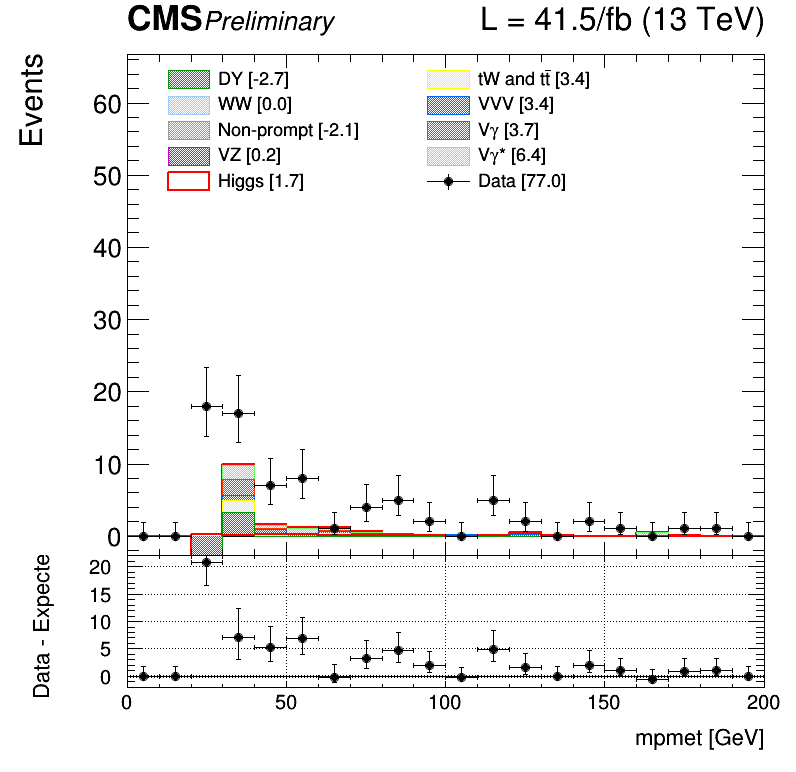 CMS Preliminary L = 41.5/fb (13 TeV)
Events
DY [-2.7]
WW [0.0]
Non-prompt [-2.1]
VZ [0.2]
Higgs [1.7]
tW and tt̄ [3.4]
VVV [3.4]
Vγ [3.7]
Vγ* [6.4]
Data [77.0]
60
50
40
30
20
10
0
Data - Expecte
20
15
10
5
0
0 50 100 150 200
mpmet [GeV]